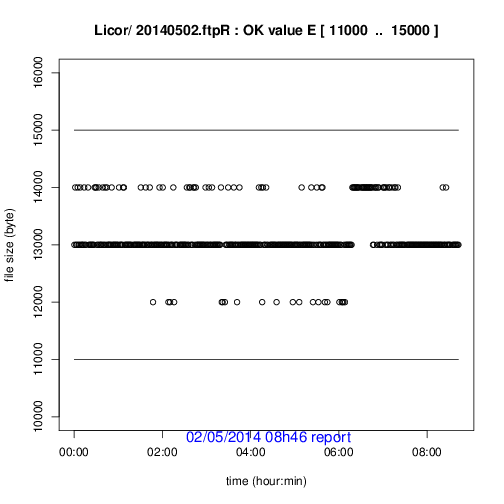 Licor/ 20140502.ftpR : OK value E [ 11000 .. 15000 ]
16000
15000
14000
13000
12000
11000
10000
file size (byte)
02/05/2014 08h46 report
00:00 02:00 04:00 06:00 08:00
time (hour:min)